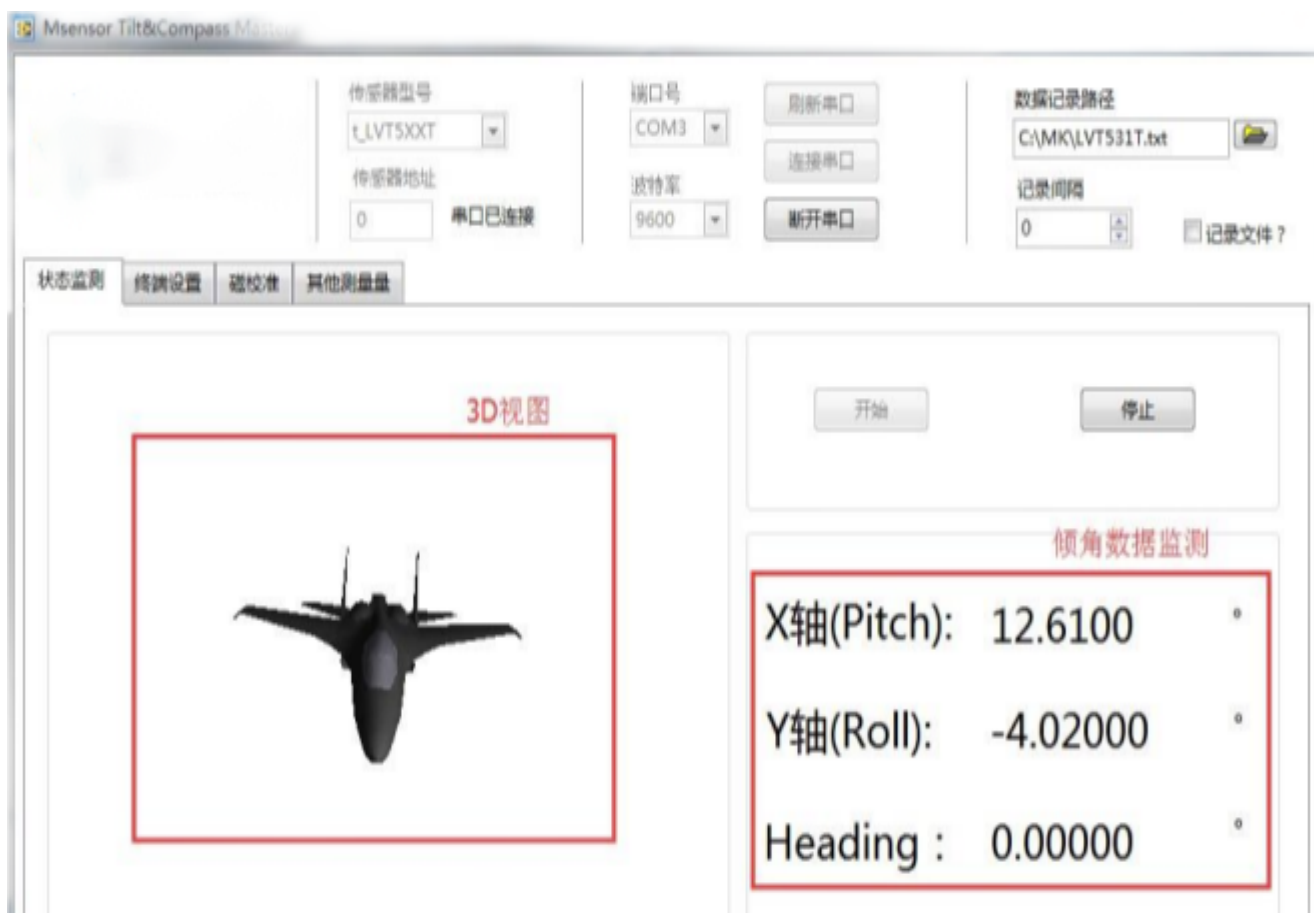 Msensor Tilt&Compass Master
传感器型号
t_LVT5XXT
传感器地址
0
串口已连接
端口号
COM3
波特率
9600
刷新串口
连接串口
断开串口
数据记录路径
C:\MK\LVT531T.txt
记录间隔
0
记录文件?
状态监测 终端设置 磁校准 其他测量量
3D视图
开始 停止
倾角数据监测
X轴(Pitch): 12.6100 °
Y轴(Roll): -4.02000 °
Heading : 0.00000 °